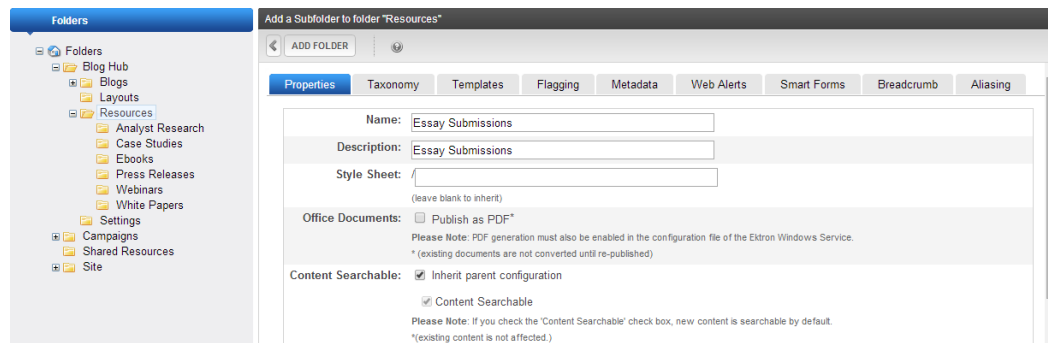 Folders
Folders
Blog Hub
Blogs
Layouts
Resources
Analyst Research
Case Studies
Ebooks
Press Releases
Webinars
White Papers
Settings
Campaigns
Shared Resources
Site
Add a Subfolder to folder "Resources"
ADD FOLDER
Properties Taxonomy Templates Flagging Metadata Web Alerts Smart Forms Breadcrumb Aliasing
Name: Essay Submissions
Description: Essay Submissions
Style Sheet: /
(leave blank to inherit)
Office Documents: Publish as PDF*
Please Note: PDF generation must also be enabled in the configuration file of the Ektron Windows Service.
* (existing documents are not converted until re-published)
Content Searchable: Inherit parent configuration
Content Searchable
Please Note: If you check the 'Content Searchable' check box, new content is searchable by default.
*(existing content is not affected.)